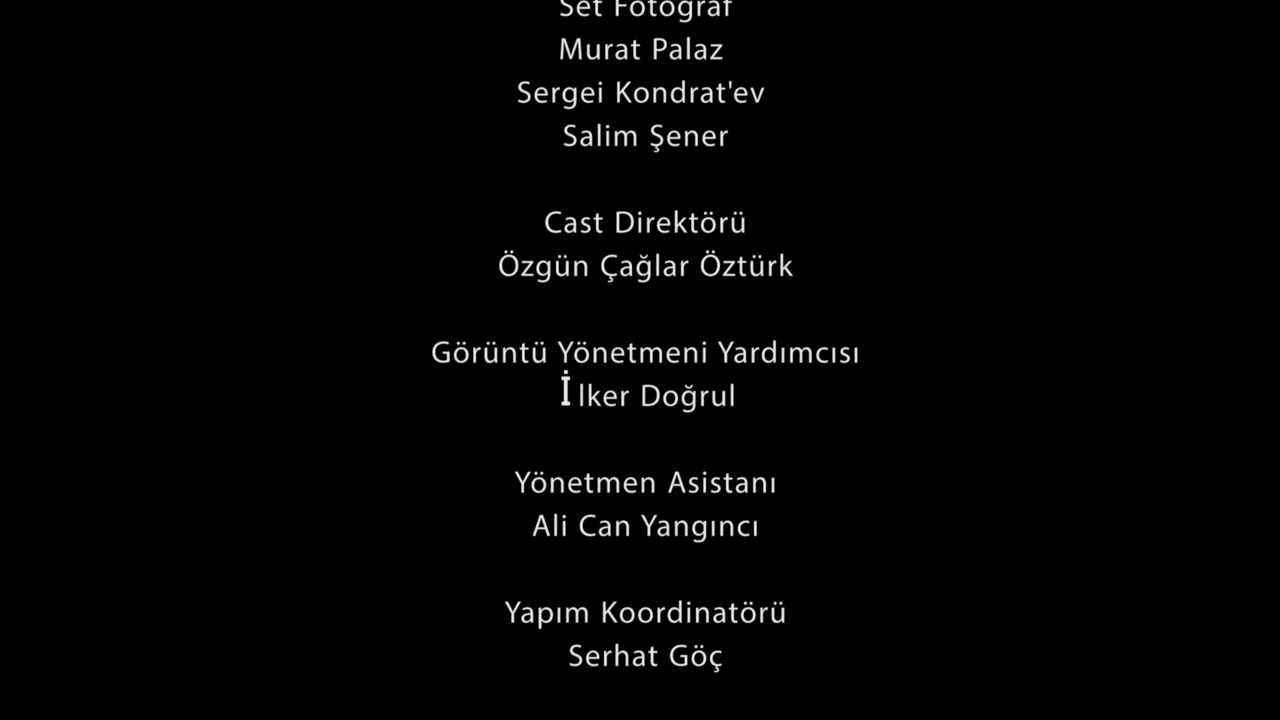 Set Fotoğraf
Murat Palaz
Sergei Kondrat'ev
Salim Şener
Cast Direktörü
Özgün Çağlar Öztürk
Görüntü Yönetmeni Yardımcısı
İlker Doğrul
Yönetmen Asistanı
Ali Can Yangıncı
Yapım Koordinatörü
Serhat Göç